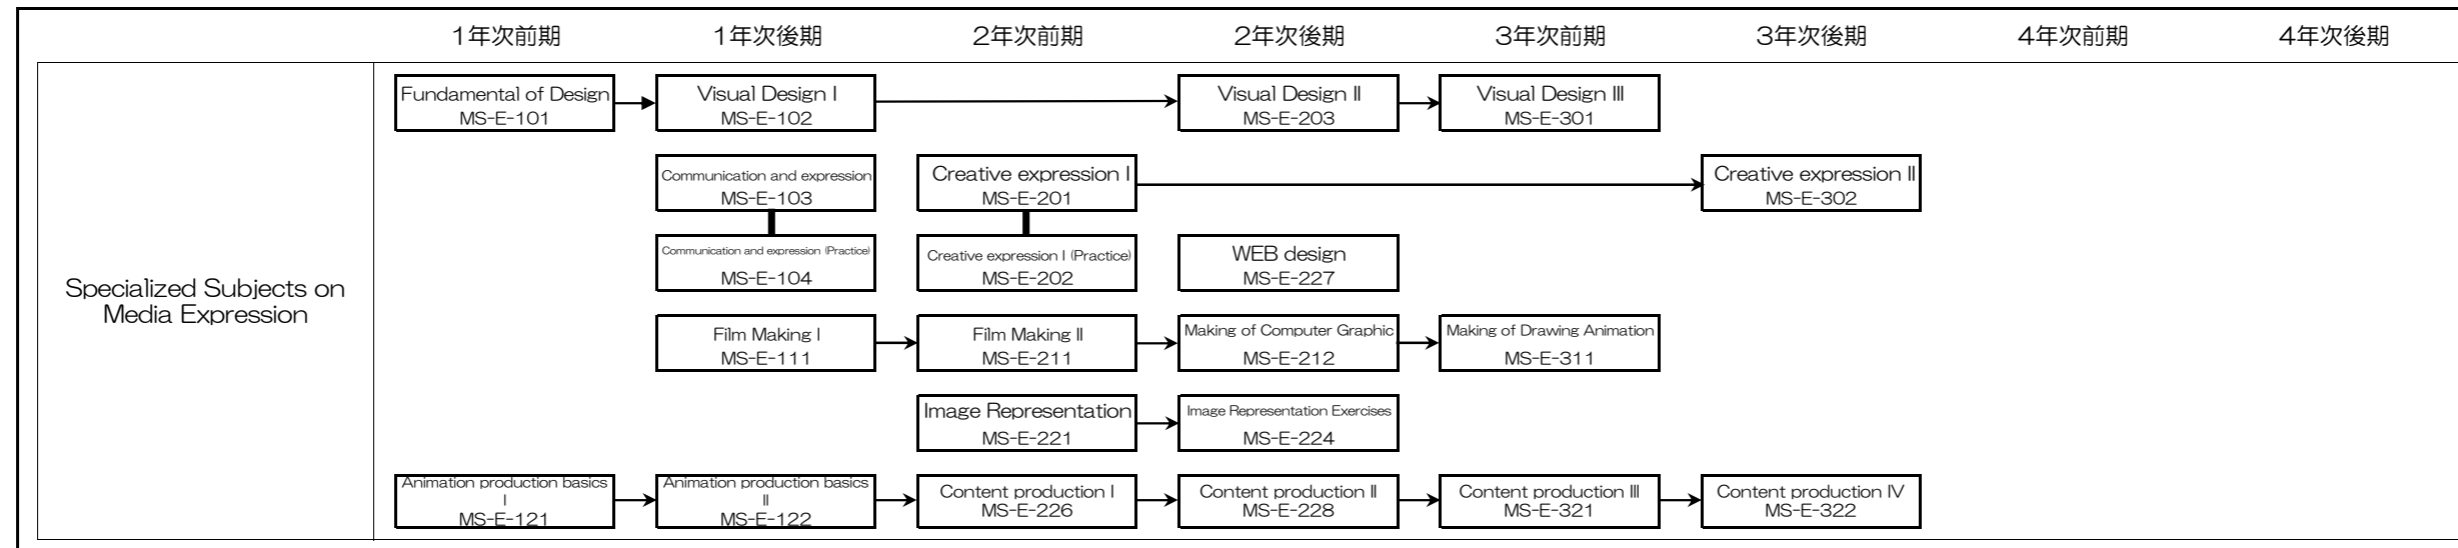 1年次前期
1年次後期
2年次前期
2年次後期
3年次前期
3年次後期
4年次前期
4年次後期
Specialized Subjects on
Media Expression
Fundamental of Design
MS-E-101
Visual Design I
MS-E-102
Visual Design II
MS-E-203
Visual Design III
MS-E-301
Communication and expression
MS-E-103
Creative expression I
MS-E-201
Creative expression II
MS-E-302
Communication and expression (Practice)
MS-E-104
Creative expression I (Practice)
MS-E-202
WEB design
MS-E-227
Film Making I
MS-E-111
Film Making II
MS-E-211
Making of Computer Graphic
MS-E-212
Making of Drawing Animation
MS-E-311
Image Representation
MS-E-221
Image Representation Exercises
MS-E-224
Animation production basics
I
MS-E-121
Animation production basics
II
MS-E-122
Content production I
MS-E-226
Content production II
MS-E-228
Content production III
MS-E-321
Content production IV
MS-E-322